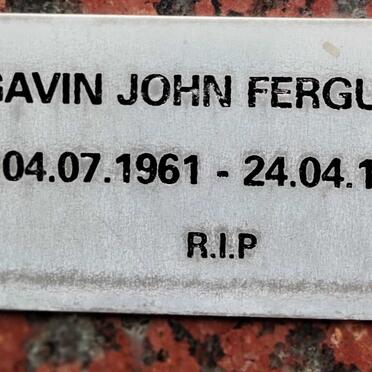 GAVIN JOHN FERGU
04.07.1961 - 24.04.1
R.I.P